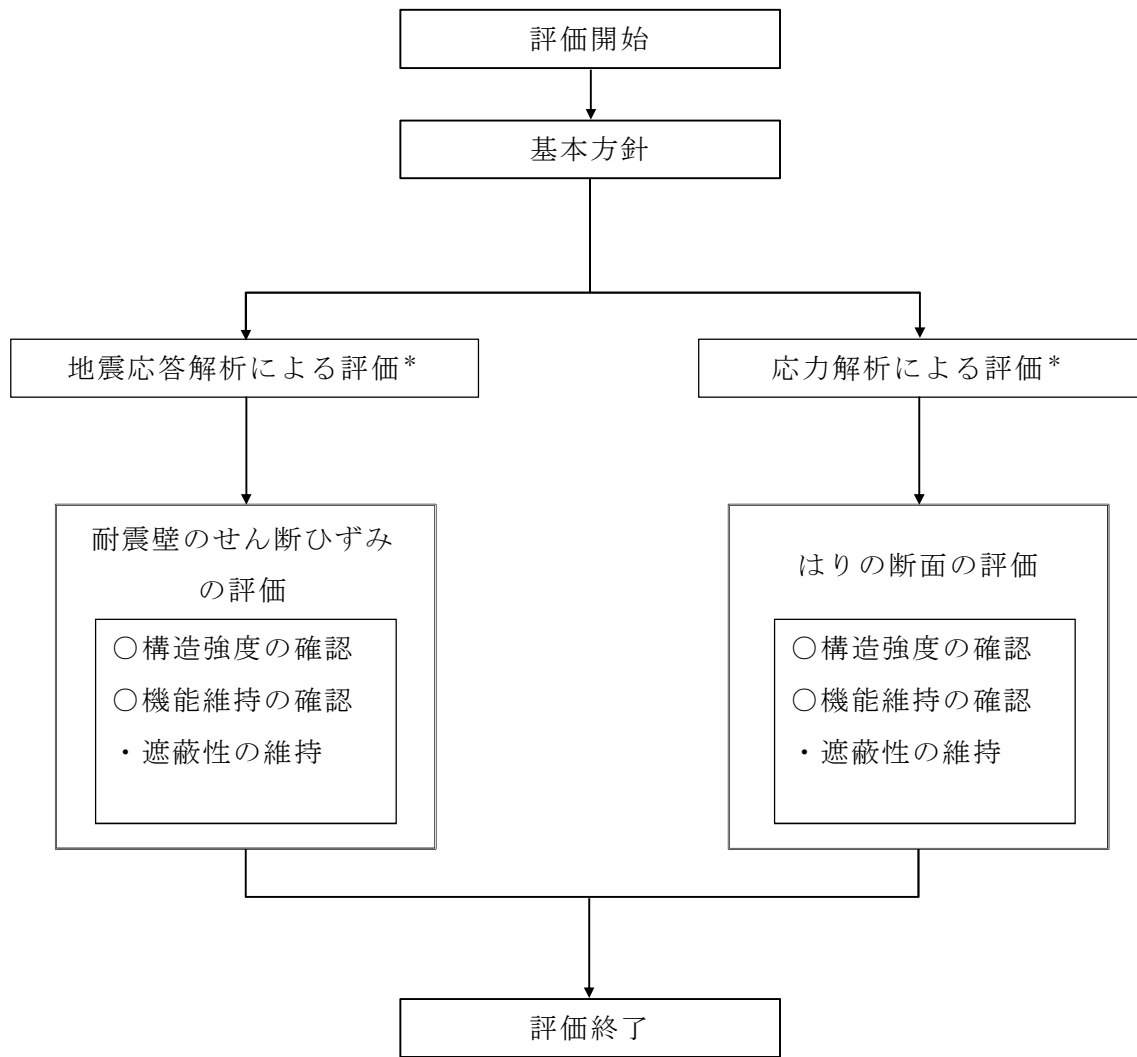 評価開始
基本方針
地震応答解析による評価*
応力解析による評価*
耐震壁のせん断ひずみ
の評価
○構造強度の確認
○機能維持の確認
・遮蔽性の維持
はりの断面の評価
○構造強度の確認
○機能維持の確認
・遮蔽性の維持
評価終了